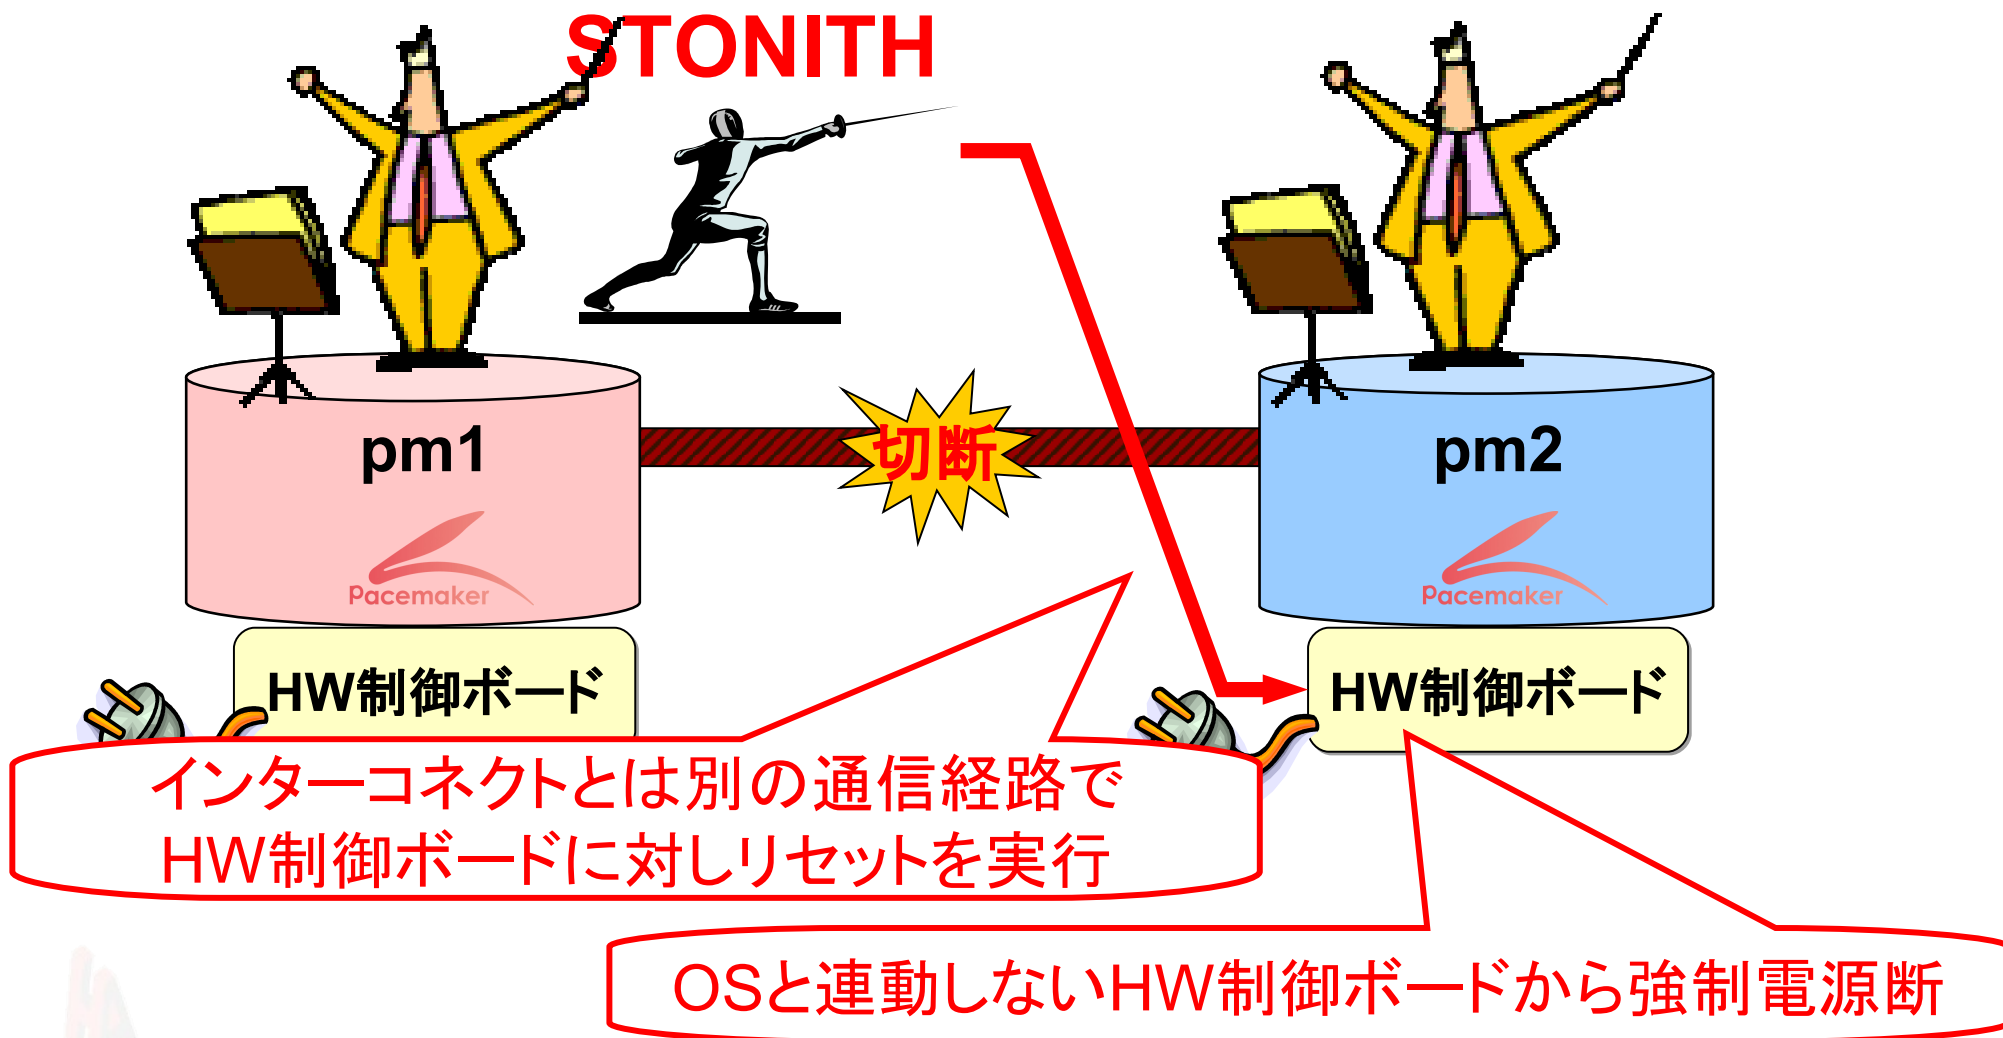 STONITH
切断
pm1
pm2
Pacemaker
Pacemaker
HW制御ボード
HW制御ボード
インターコネクトとは別の通信経路で
HW制御ボードに対しリセットを実行
OSと連動しないHW制御ボードから強制電源断